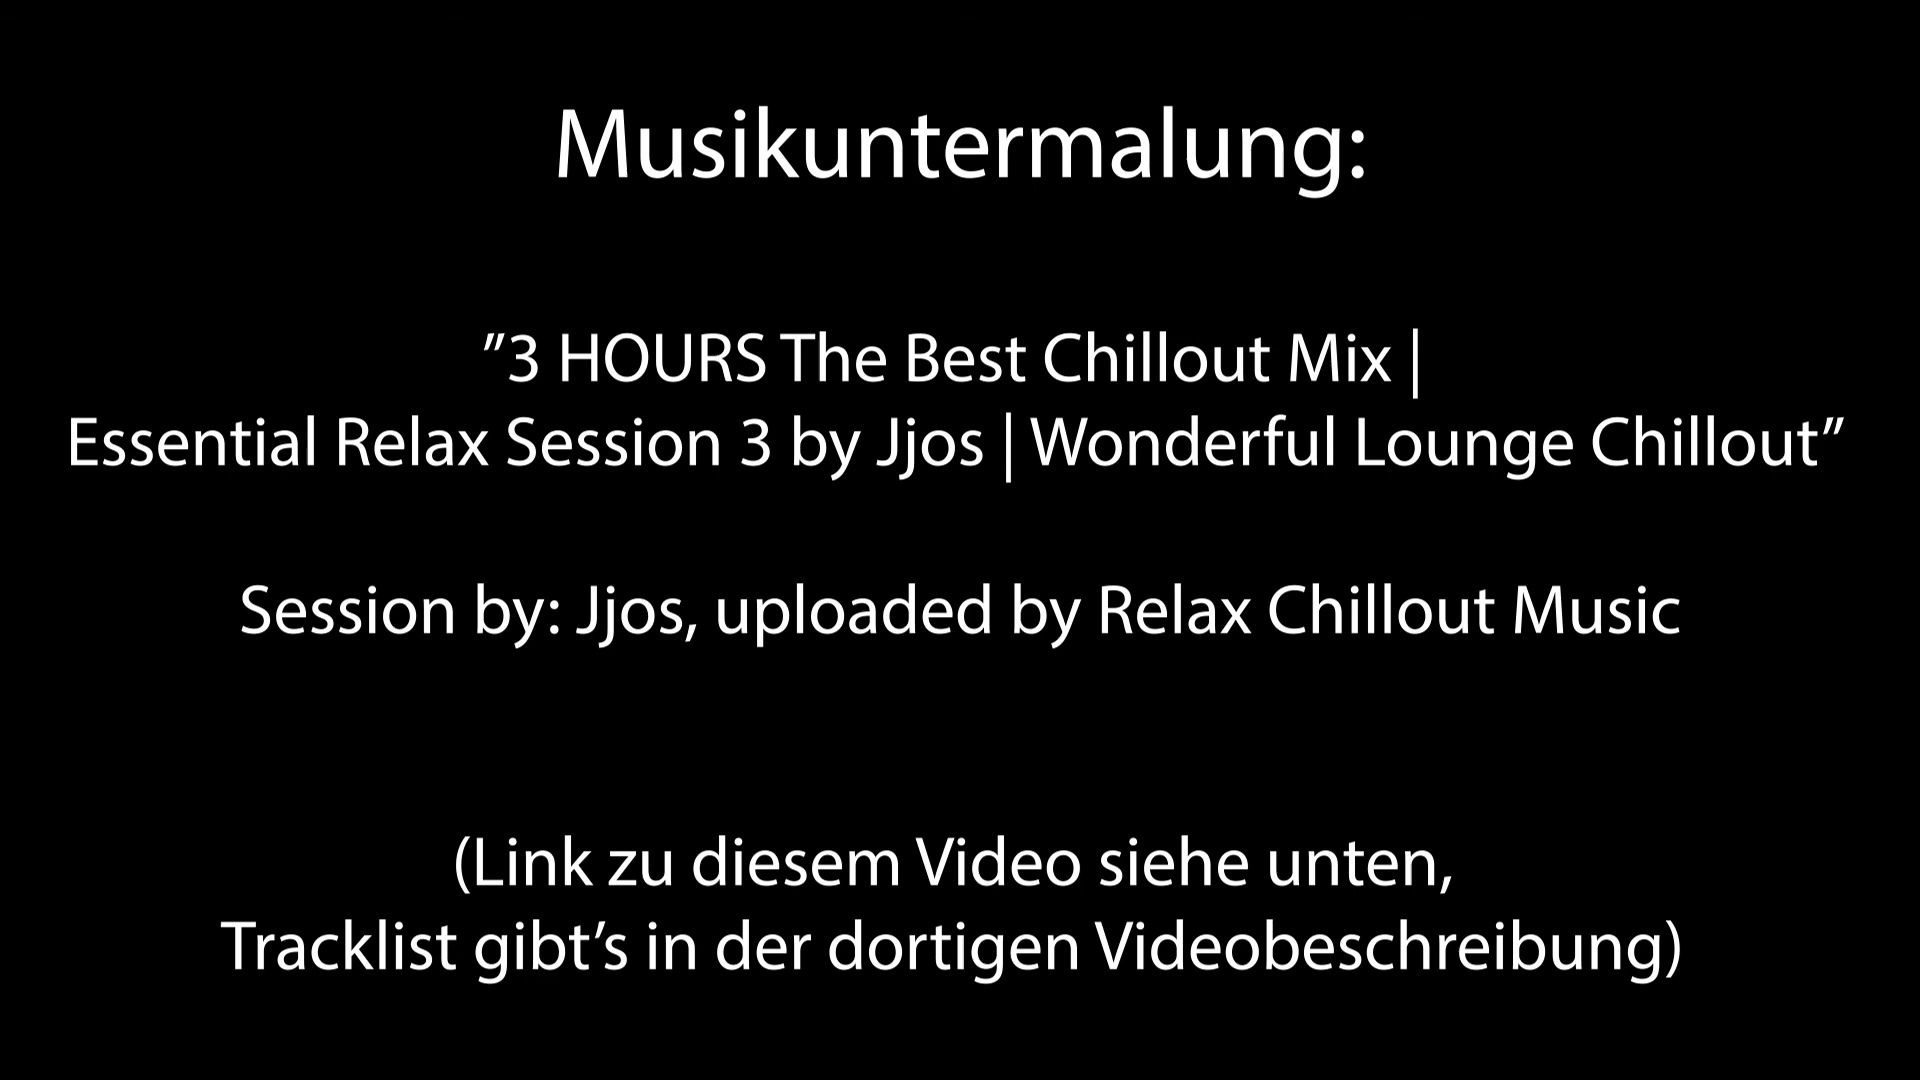 Musikuntermalung:
”3 HOURS The Best Chillout Mix |
Essential Relax Session 3 by Jjos | Wonderful Lounge Chillout”
Session by: Jjos, uploaded by Relax Chillout Music
(Link zu diesem Video siehe unten,
Tracklist gibt’s in der dortigen Videobeschreibung)